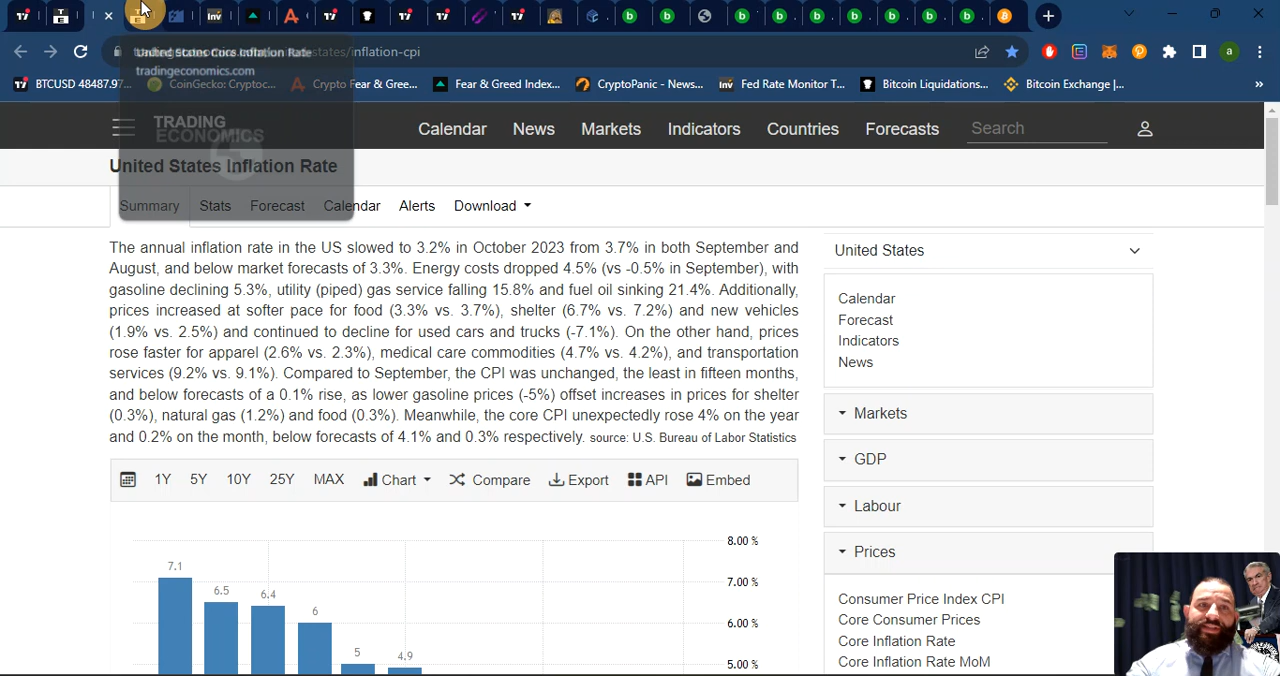 United States Core Inflation Rate
tradingeconomics.com
states/inflation-cpi
BTCUSD 48487.97...
CoinGecko: Cryptoc...
Crypto Fear & Gree...
Fear & Greed Index...
CryptoPanic - News...
Fed Rate Monitor T...
Bitcoin Liquidations...
Bitcoin Exchange |...
TRADING
ECONOMICS
Calendar
News
Markets
Indicators
Countries
Forecasts
Search
United States Inflation Rate
Summary
Stats
Forecast
Calendar
Alerts
Download
The annual inflation rate in the US slowed to 3.2% in October 2023 from 3.7% in both September and
August, and below market forecasts of 3.3%. Energy costs dropped 4.5% (vs -0.5% in September), with
gasoline declining 5.3%, utility (piped) gas service falling 15.8% and fuel oil sinking 21.4%. Additionally,
prices increased at softer pace for food (3.3% vs. 3.7%), shelter (6.7% vs. 7.2%) and new vehicles
(1.9% vs. 2.5%) and continued to decline for used cars and trucks (-7.1%). On the other hand, prices
rose faster for apparel (2.6% vs. 2.3%), medical care commodities (4.7% vs. 4.2%), and transportation
services (9.2% vs. 9.1%). Compared to September, the CPI was unchanged, the least in fifteen months,
and below forecasts of a 0.1% rise, as lower gasoline prices (-5%) offset increases in prices for shelter
(0.3%), natural gas (1.2%) and food (0.3%). Meanwhile, the core CPI unexpectedly rose 4% on the year
and 0.2% on the month, below forecasts of 4.1% and 0.3% respectively. source: U.S. Bureau of Labor Statistics
1Y
5Y
10Y
25Y
MAX
Chart
Compare
Export
API
Embed
8.00 %
7.00 %
6.00 %
5.00 %
7.1
6.5
6.4
6
5
4.9
United States
Calendar
Forecast
Indicators
News
Markets
GDP
Labour
Prices
Consumer Price Index CPI
Core Consumer Prices
Core Inflation Rate
Core Inflation Rate MoM